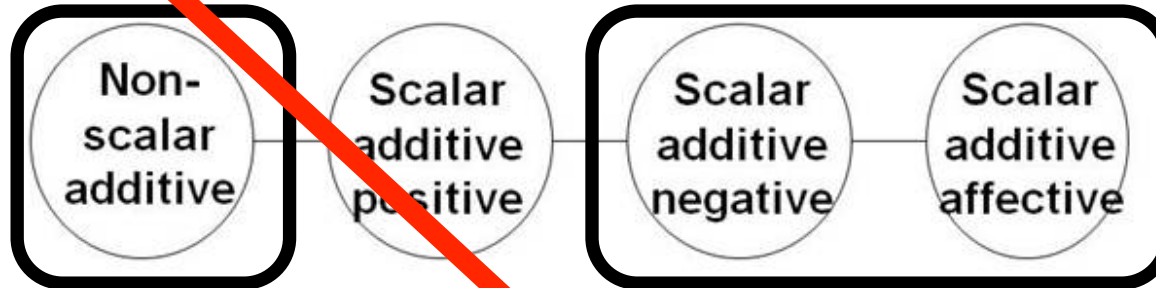 Non-
scalar
additive
Scalar
additive
positive
Scalar
additive
negative
Scalar
additive
affective